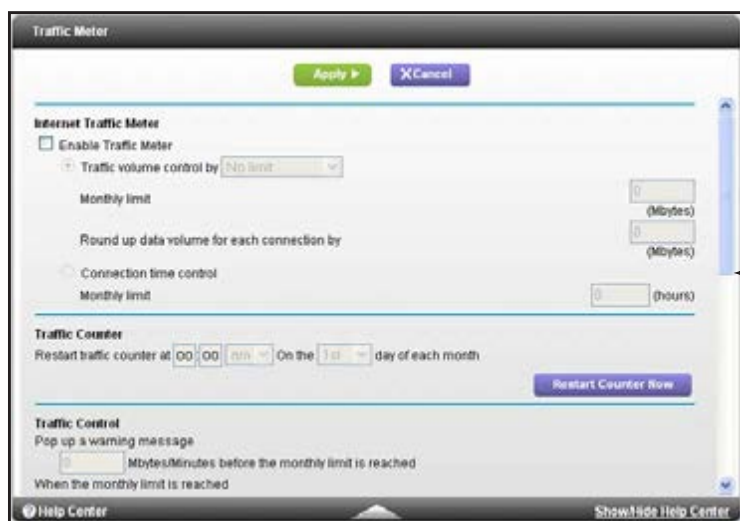 Traffic Meter
Apply ▶ X Cancel
Internet Traffic Meter
Enable Traffic Meter
Traffic volume control by No limit
Monthly limit 0
(Mbytes)
Round up data volume for each connection by 0
(Mbytes)
Connection time control
Monthly limit 0 (hours)
Traffic Counter
Restart traffic counter at 00 : 00 On the 1st day of each month
Restart Counter Now
Traffic Control
Pop up a warning message
0 Mbytes/Minutes before the monthly limit is reached
When the monthly limit is reached
Help Center Show/Hide Help Center